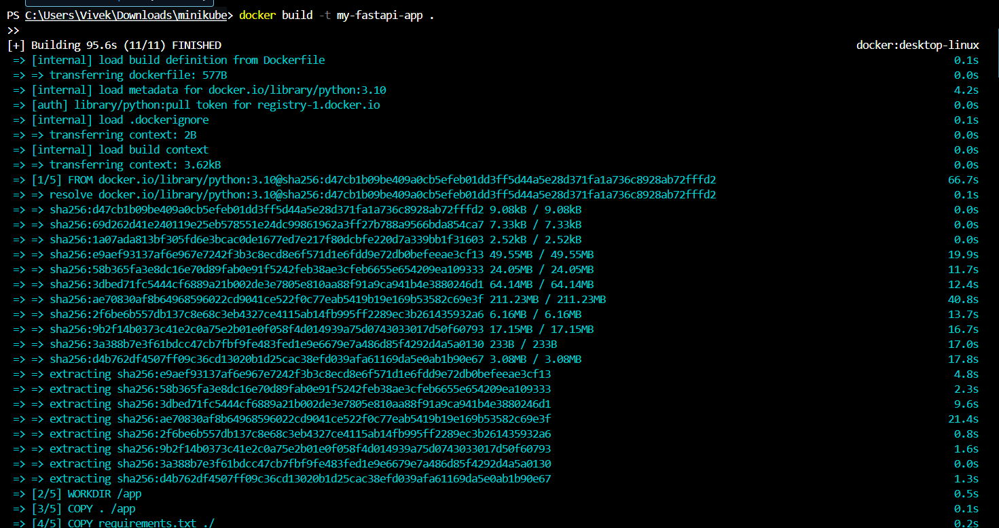 PS C:\Users\Vivek\Downloads\minikube> docker build -t my-fastapi-app .
>>
[+] Building 95.6s (11/11) FINISHED docker:desktop-linux
=> [internal] load build definition from Dockerfile 0.1s
=> => transferring dockerfile: 577B 0.0s
=> [internal] load metadata for docker.io/library/python:3.10 4.2s
=> [auth] library/python:pull token for registry-1.docker.io 0.0s
=> [internal] load .dockerignore 0.1s
=> => transferring context: 2B 0.0s
=> [internal] load build context 0.0s
=> => transferring context: 3.62kB 0.0s
=> [1/5] FROM docker.io/library/python:3.10@sha256:d47cb1b09be409a0cb5efeb01dd3ff5d44a5e28d371fa1a736c8928ab72fffd2 66.7s
=> => resolve docker.io/library/python:3.10@sha256:d47cb1b09be409a0cb5efeb01dd3ff5d44a5e28d371fa1a736c8928ab72fffd2 0.1s
=> => sha256:d47cb1b09be409a0cb5efeb01dd3ff5d44a5e28d371fa1a736c8928ab72fffd2 9.08kB / 9.08kB 0.0s
=> => sha256:69d262d41e240119e25eb578551e24dc99861962a3ff27b788a9566bda854ca7 7.33kB / 7.33kB 0.0s
=> => sha256:1a07ada813bf305fd6e3bcac0de1677ed7e217f80dcbfe220d7a339bb1f31603 2.52kB / 2.52kB 0.0s
=> => sha256:e9aef93137af6e967e7242f3b3c8ecd8e6f571d1e6fdd9e72db0befeeae3cf13 49.55MB / 49.55MB 19.9s
=> => sha256:58b365fa3e8dc16e70d89fab0e91f5242feb38ae3cfeb6655e654209ea109333 24.05MB / 24.05MB 11.7s
=> => sha256:3dbed71fc5444cf6889a21b002de3e7805e810aa88f91a9ca941b4e3880246d1 64.14MB / 64.14MB 12.4s
=> => sha256:ae70830af8b64968596022cd9041ce522f0c77eab5419b19e169b53582c69e3f 211.23MB / 211.23MB 40.8s
=> => sha256:2f6be6b557db137c8e68c3eb4327ce4115ab14fb995ff2289ec3b261435932a6 6.16MB / 6.16MB 13.7s
=> => sha256:9b2f14b0373c41e2c0a75e2b01e0f058f4d014939a75d0743033017d50f60793 17.15MB / 17.15MB 16.7s
=> => sha256:3a388b7e3f61bdcc47cb7fbf9fe483fed1e9e6679e7a486d85f4292d4a5a0130 233B / 233B 17.0s
=> => sha256:d4b762df4507ff09c36cd13020b1d25cac38efd039afa61169da5e0ab1b90e67 3.08MB / 3.08MB 17.8s
=> => extracting sha256:e9aef93137af6e967e7242f3b3c8ecd8e6f571d1e6fdd9e72db0befeeae3cf13 4.8s
=> => extracting sha256:58b365fa3e8dc16e70d89fab0e91f5242feb38ae3cfeb6655e654209ea109333 2.3s
=> => extracting sha256:3dbed71fc5444cf6889a21b002de3e7805e810aa88f91a9ca941b4e3880246d1 9.6s
=> => extracting sha256:ae70830af8b64968596022cd9041ce522f0c77eab5419b19e169b53582c69e3f 21.4s
=> => extracting sha256:2f6be6b557db137c8e68c3eb4327ce4115ab14fb995ff2289ec3b261435932a6 0.8s
=> => extracting sha256:9b2f14b0373c41e2c0a75e2b01e0f058f4d014939a75d0743033017d50f60793 1.6s
=> => extracting sha256:3a388b7e3f61bdcc47cb7fbf9fe483fed1e9e6679e7a486d85f4292d4a5a0130 0.0s
=> => extracting sha256:d4b762df4507ff09c36cd13020b1d25cac38efd039afa61169da5e0ab1b90e67 1.3s
=> [2/5] WORKDIR /app 0.5s
=> [3/5] COPY . /app 0.1s
=> [4/5] COPY requirements.txt ./ 0.2s